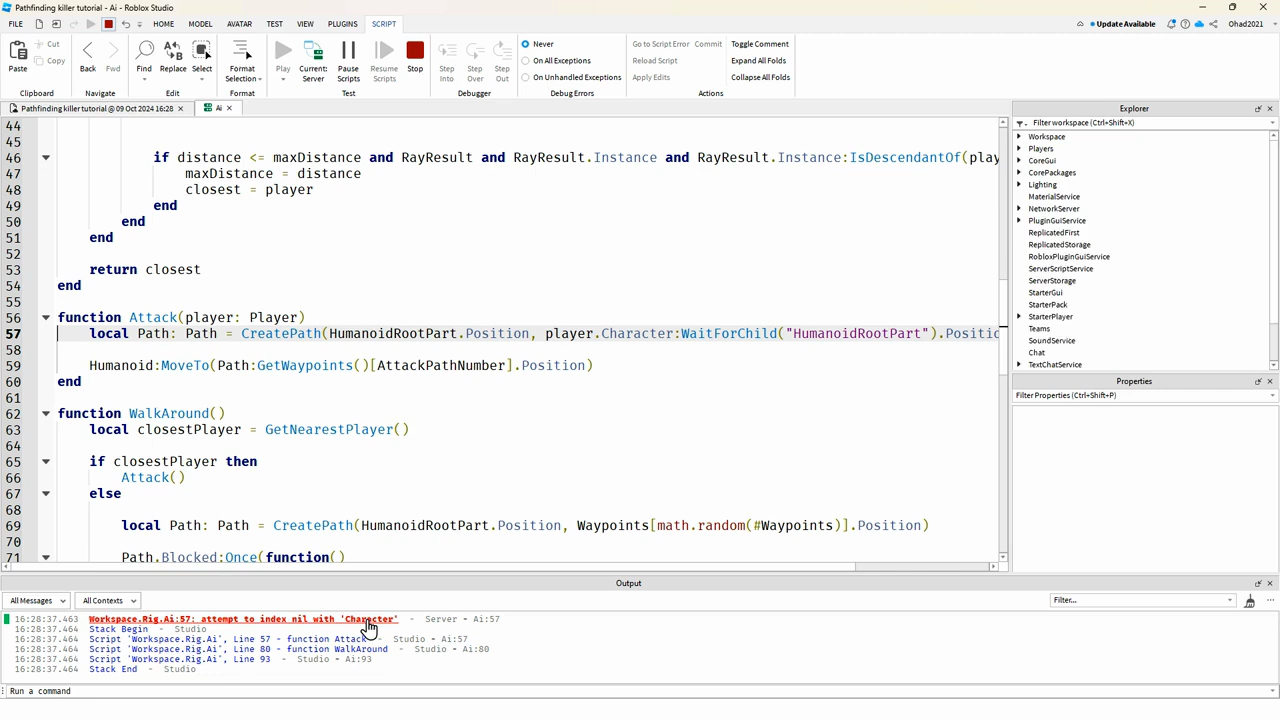 Pathfinding killer tutorial - Ai - Roblox Studio
FILE HOME MODEL AVATAR TEST VIEW PLUGINS SCRIPT Update Available Ohad2021
Paste Cut Copy Back Fwd Find Replace Select Format Selection Play Current: Server Pause Scripts Resume Scripts Stop Step Into Step Over Step Out Never On All Exceptions On Unhandled Exceptions Go to Script Error Commit Reload Script Apply Edits Toggle Comment Expand All Folds Collapse All Folds
Clipboard Navigate Edit Format Test Debugger Debug Errors Actions
Pathfinding killer tutorial @ 09 Oct 2024 16:28 Ai
44
45
46 if distance <= maxDistance and RayResult and RayResult.Instance and RayResult.Instance:IsDescendantOf(play
47 maxDistance = distance
48 closest = player
49 end
50 end
51 end
52
53 return closest
54 end
55
56 function Attack(player: Player)
57 local Path: Path = CreatePath(HumanoidRootPart.Position, player.Character:WaitForChild("HumanoidRootPart").Positio
58
59 Humanoid:MoveTo(Path:GetWaypoints()[AttackPathNumber].Position)
60 end
61
62 function WalkAround()
63 local closestPlayer = GetNearestPlayer()
64
65 if closestPlayer then
66 Attack()
67 else
68
69 local Path: Path = CreatePath(HumanoidRootPart.Position, Waypoints[math.random(#Waypoints)].Position)
70
71 Path.Blocked:Once(function()
Explorer
Filter workspace (Ctrl+Shift+X)
Workspace
Players
CoreGui
CorePackages
Lighting
MaterialService
NetworkServer
PluginGuiService
ReplicatedFirst
ReplicatedStorage
RobloxPluginGuiService
ServerScriptService
ServerStorage
StarterGui
StarterPack
StarterPlayer
Teams
SoundService
Chat
TextChatService
Properties
Filter Properties (Ctrl+Shift+P)
Output
All Messages All Contexts Filter...
16:28:37.463 Workspace.Rig.Ai:57: attempt to index nil with 'Character' - Server - Ai:57
16:28:37.464 Stack Begin - Studio
16:28:37.464 Script 'Workspace.Rig.Ai', Line 57 - function Attack - Studio - Ai:57
16:28:37.464 Script 'Workspace.Rig.Ai', Line 80 - function WalkAround - Studio - Ai:80
16:28:37.464 Script 'Workspace.Rig.Ai', Line 93 - Studio - Ai:93
16:28:37.464 Stack End - Studio
Run a command